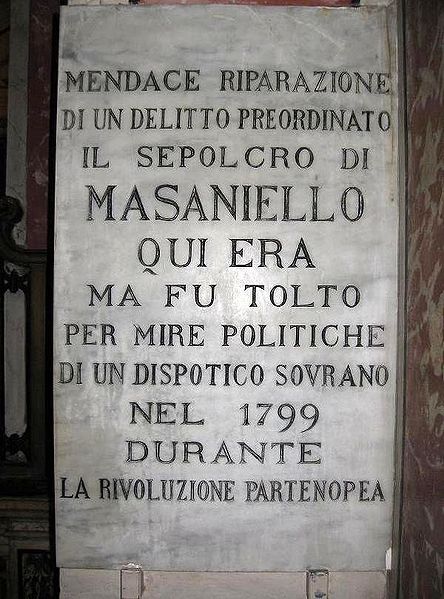 MENDACE RIPARAZIONE
DI UN DELITTO PREORDINATO
IL SEPOLCRO DI
MASANIELLO
QUI ERA
MA FU TOLTO
PER MIRE POLITICHE
DI UN DISPOTICO SOVRANO
NEL 1799
DURANTE
LA RIVOLUZIONE PARTENOPEA